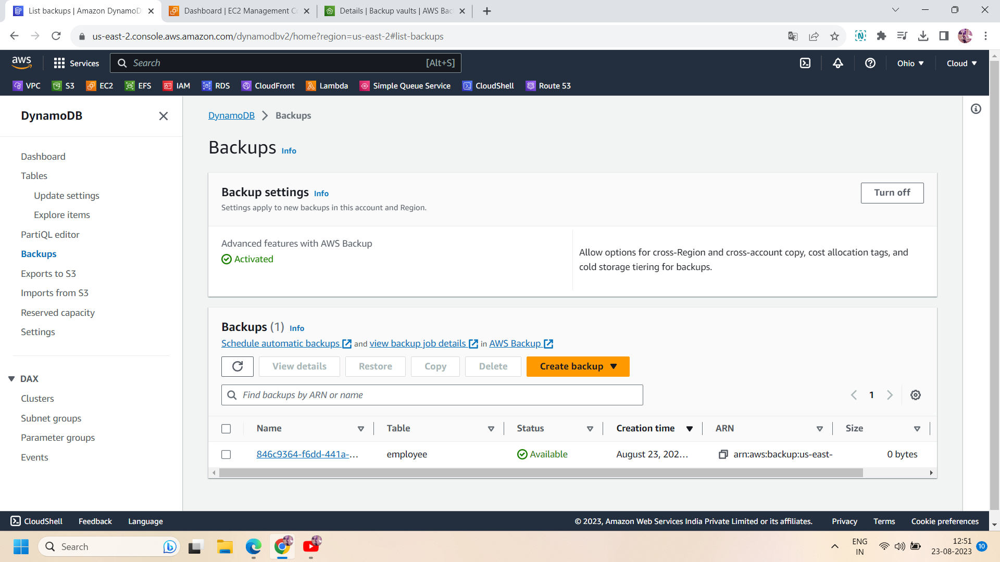 List backups | Amazon DynamoD
Dashboard | EC2 Management Co
Details | Backup vaults | AWS Bac
us-east-2.console.aws.amazon.com/dynamodbv2/home?region=us-east-2#list-backups
aws
Services
Search
[Alt+S]
Ohio
Cloud
VPC
S3
EC2
EFS
IAM
RDS
CloudFront
Lambda
Simple Queue Service
CloudShell
Route 53
DynamoDB
Dashboard
Tables
Update settings
Explore items
PartiQL editor
Backups
Exports to S3
Imports from S3
Reserved capacity
Settings
DAX
Clusters
Subnet groups
Parameter groups
Events
DynamoDB > Backups
Backups Info
Backup settings Info
Settings apply to new backups in this account and Region.
Turn off
Advanced features with AWS Backup
Activated
Allow options for cross-Region and cross-account copy, cost allocation tags, and
cold storage tiering for backups.
Backups (1) Info
Schedule automatic backups and view backup job details in AWS Backup
View details
Restore
Copy
Delete
Create backup
Find backups by ARN or name
1
Name Table Status Creation time ARN Size
846c9364-f6dd-441a-... employee Available August 23, 202... arn:aws:backup:us-east- 0 bytes
CloudShell
Feedback
Language
© 2023, Amazon Web Services India Private Limited or its affiliates.
Privacy
Terms
Cookie preferences
Search
ENG
IN
12:51
23-08-2023
10